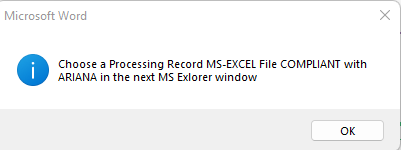 Microsoft Word
Choose a Processing Record MS-EXCEL File COMPLIANT with
ARIANA in the next MS Exlorer window
OK